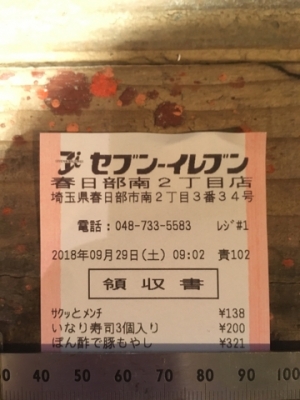 セブン-イレブン
春日部南2丁目店
埼玉県春日部市南2丁目3番34号
電話:048-733-5583 レジ#1
2018年09月29日(土) 09:02 責102
領収書
サクッとメンチ ¥138
いなり寿司3個入り ¥200
ぽん酢で豚もやし ¥321
0 40 50 60 70 80 90 100